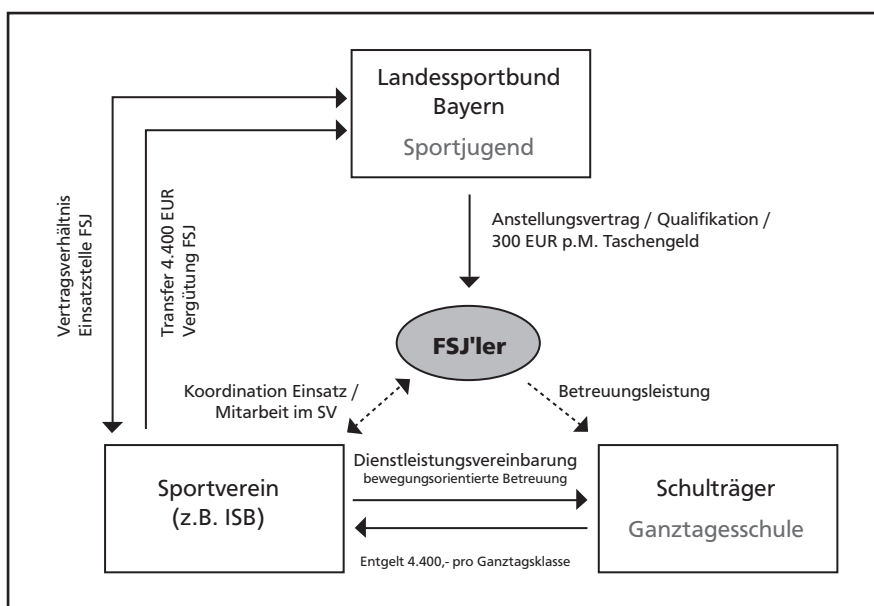 Landessportbund
Bayern
Sportjugend
Vertragsverhältnis
Einsatzstelle FSJ
Transfer 4.400 EUR
Vergütung FSJ
Anstellungsvertrag / Qualifikation /
300 EUR p.M. Taschengeld
FSJ'ler
Koordination Einsatz /
Mitarbeit im SV
Betreuungsleistung
Sportverein
(z.B. ISB)
Dienstleistungsvereinbarung
bewegungsorientierte Betreuung
Entgelt 4.400,- pro Ganztagsklasse
Schulträger
Ganztagesschule